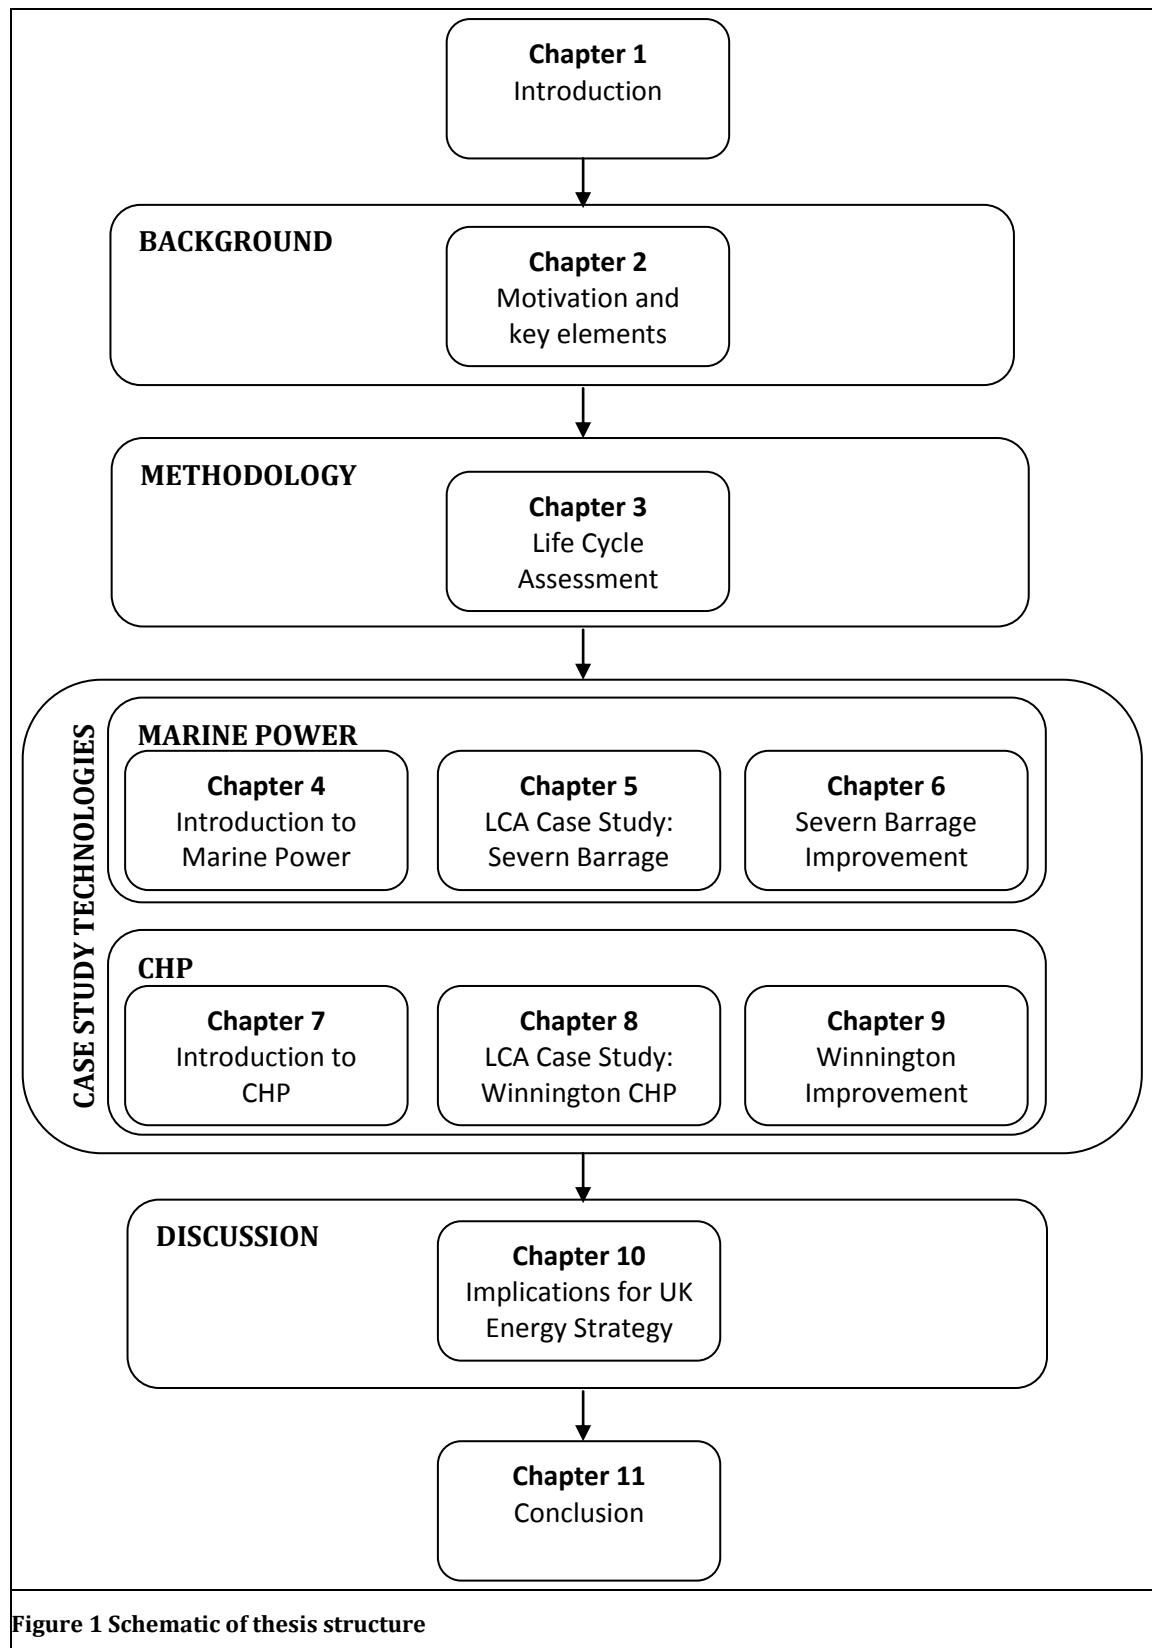 Chapter 1
Introduction
BACKGROUND
Chapter 2
Motivation and
key elements
METHODOLOGY
Chapter 3
Life Cycle
Assessment
CASE STUDY TECHNOLOGIES
MARINE POWER
Chapter 4
Introduction to
Marine Power
Chapter 5
LCA Case Study:
Severn Barrage
Chapter 6
Severn Barrage
Improvement
CHP
Chapter 7
Introduction to
CHP
Chapter 8
LCA Case Study:
Winnington CHP
Chapter 9
Winnington
Improvement
DISCUSSION
Chapter 10
Implications for UK
Energy Strategy
Chapter 11
Conclusion
Figure 1 Schematic of thesis structure